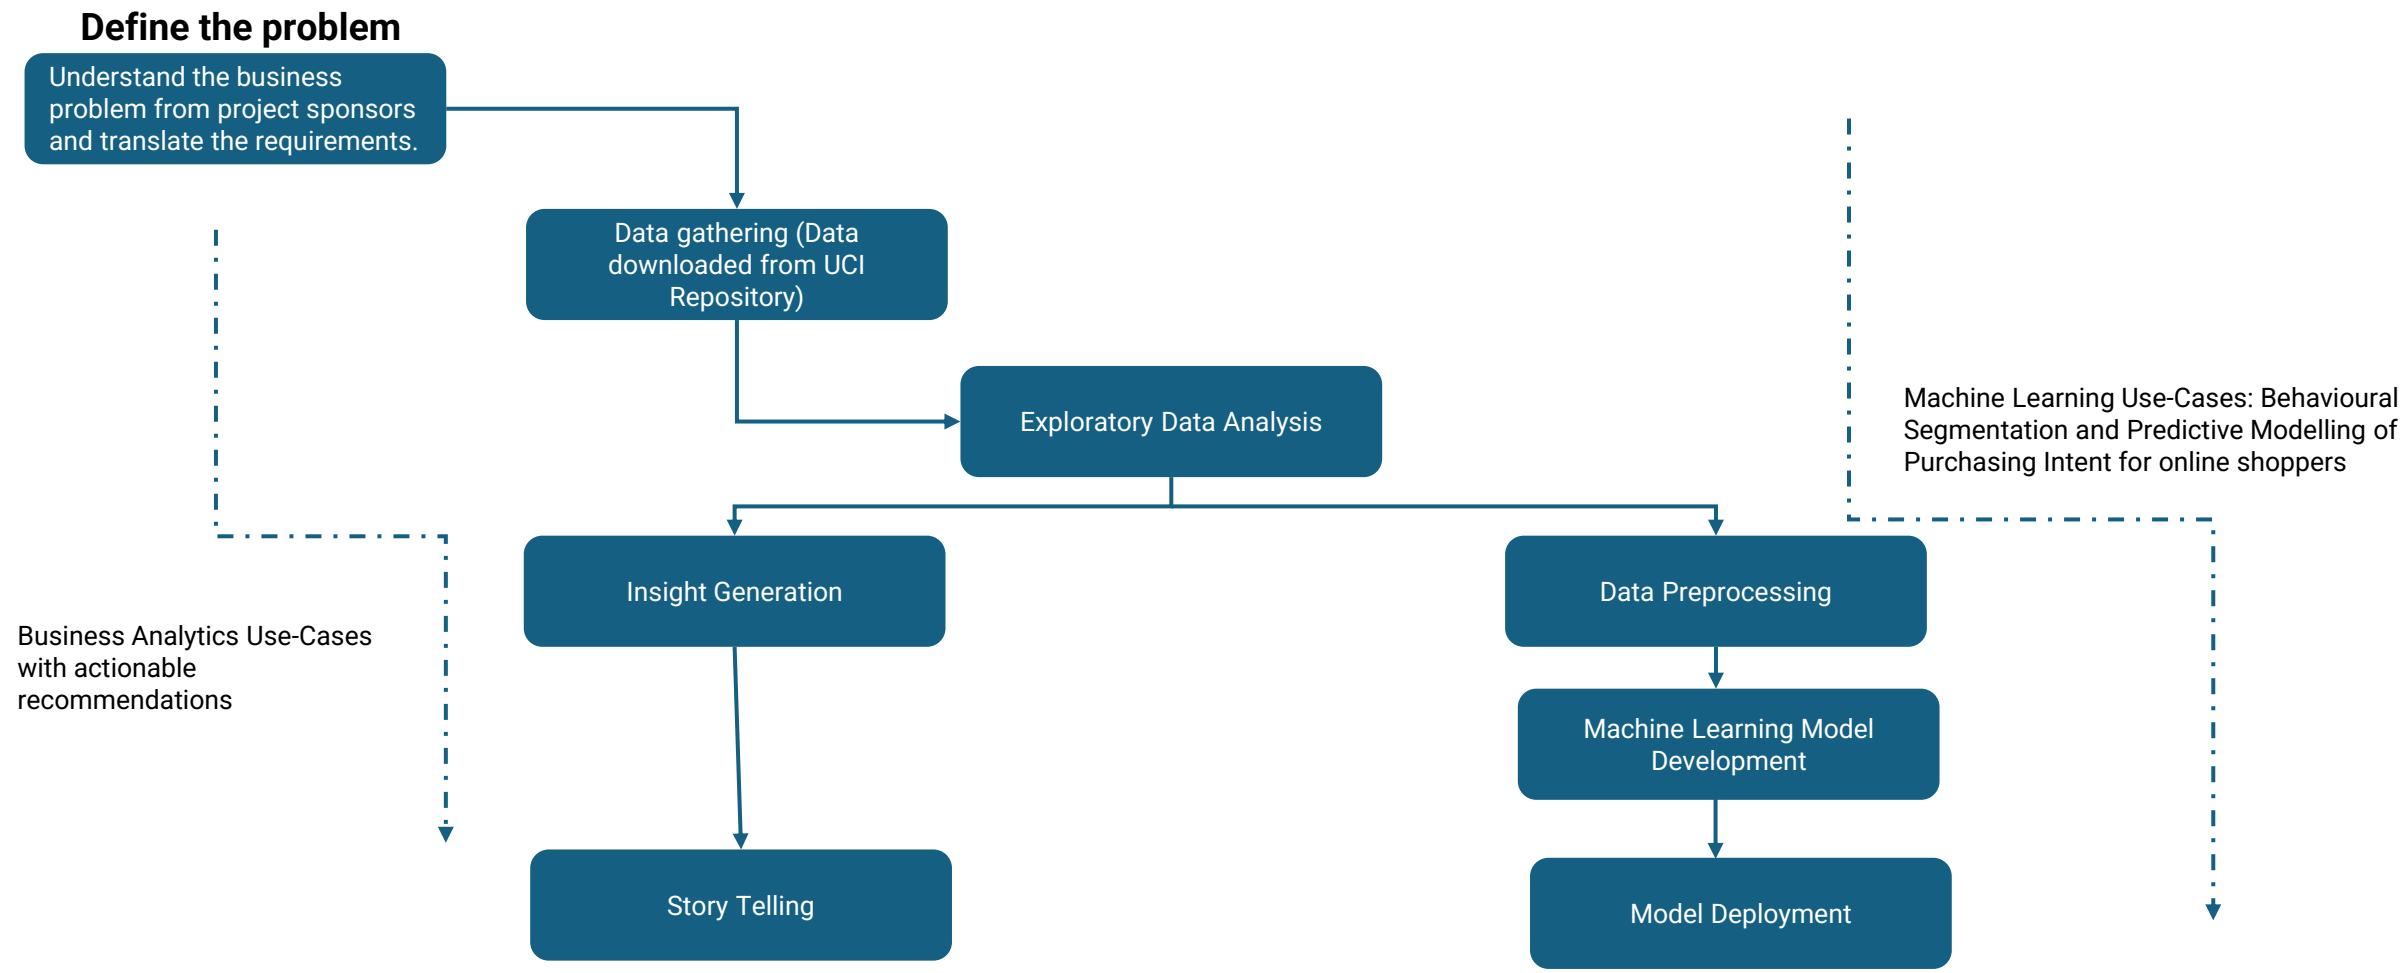 Define the problem
Understand the business
problem from project sponsors
and translate the requirements.
Data gathering (Data
downloaded from UCI
Repository)
Exploratory Data Analysis
Machine Learning Use-Cases: Behavioural
Segmentation and Predictive Modelling of
Purchasing Intent for online shoppers
Insight Generation
Data Preprocessing
Business Analytics Use-Cases
with actionable
recommendations
Machine Learning Model
Development
Story Telling
Model Deployment